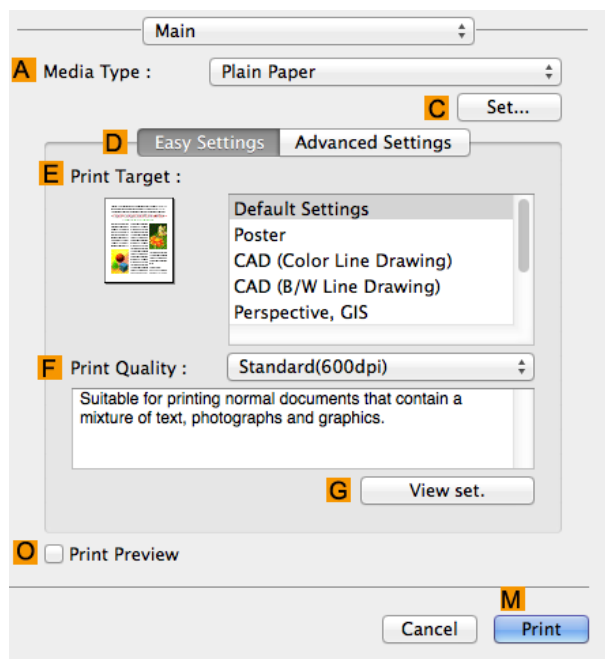 Main
A Media Type : Plain Paper
C Set...
D Easy Settings Advanced Settings
E Print Target :
Default Settings
Poster
CAD (Color Line Drawing)
CAD (B/W Line Drawing)
Perspective, GIS
F Print Quality : Standard(600dpi)
Suitable for printing normal documents that contain a
mixture of text, photographs and graphics.
G View set.
O Print Preview
M
Cancel Print